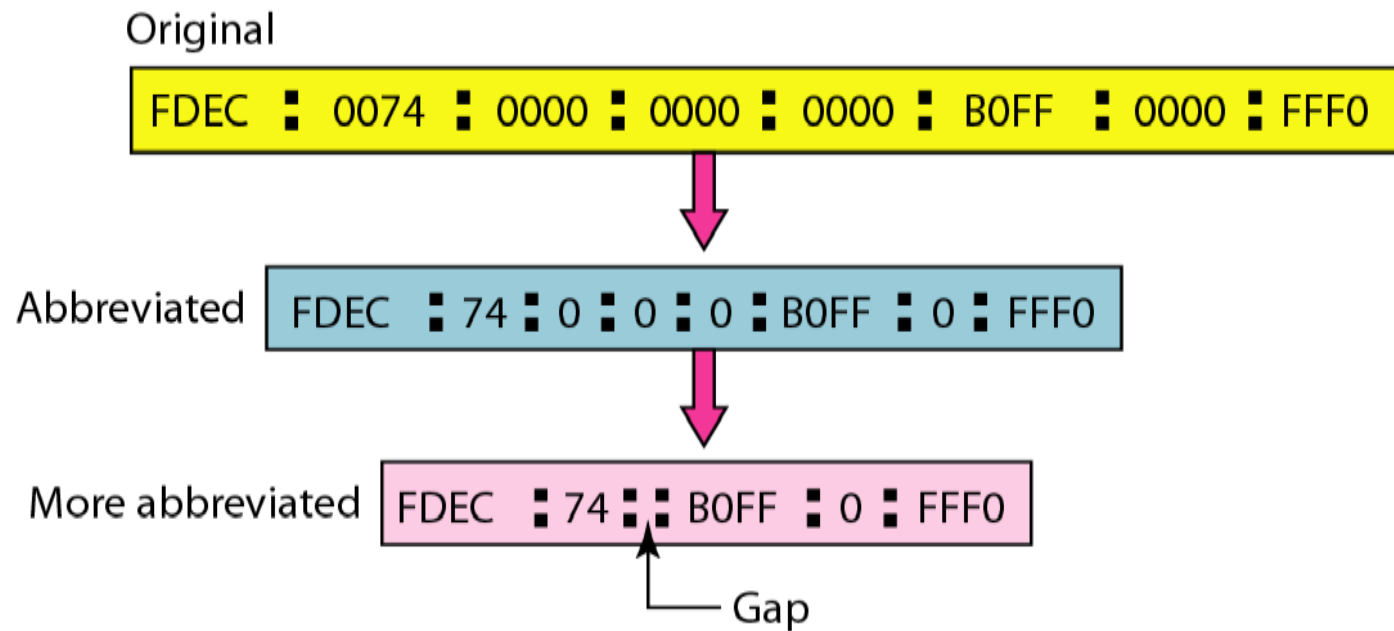 Original
FDEC : 0074 : 0000 : 0000 : 0000 : B0FF : 0000 : FFF0
Abbreviated FDEC : 74 : 0 : 0 : 0 : B0FF : 0 : FFF0
More abbreviated FDEC : 74 : : B0FF : 0 : FFF0
Gap